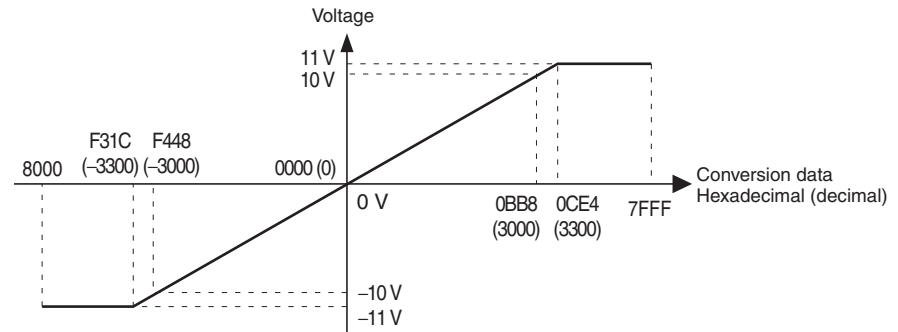 Voltage
11 V
10 V
F31C F448
(–3300) (–3000)
8000
0000 (0)
Conversion data
Hexadecimal (decimal)
0 V
0BB8 0CE4 7FFF
(3000) (3300)
–10 V
–11 V